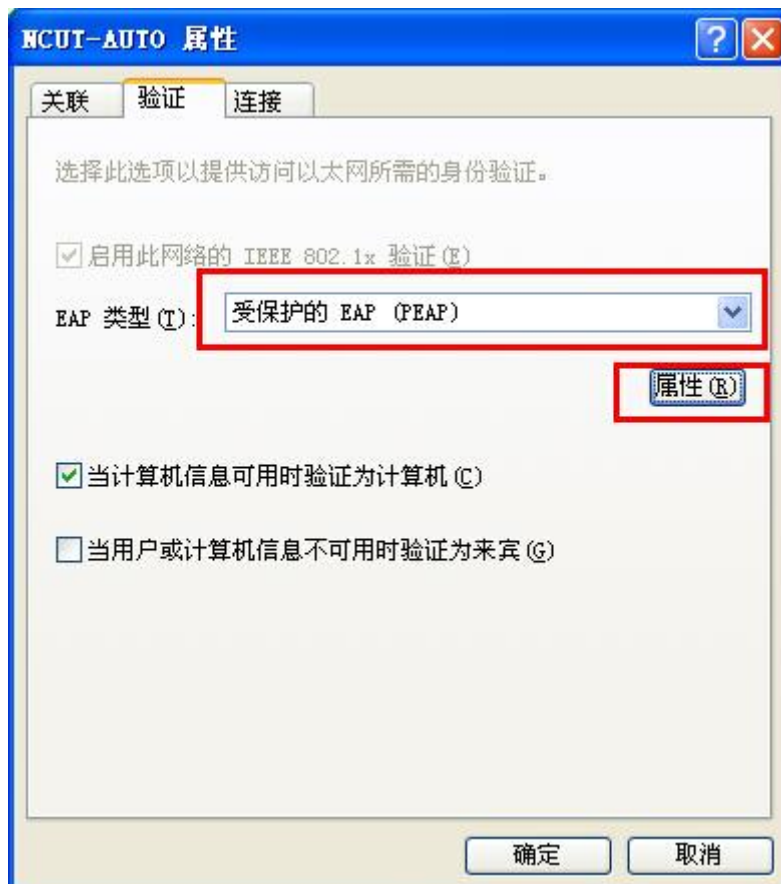 NCUT-AUTO 属性
关联 验证 连接
选择此选项以提供访问以太网所需的身份验证。
启用此网络的 IEEE 802.1x 验证(E)
EAP 类型(T): 受保护的 EAP (PEAP)
属性(R)
当计算机信息可用时验证为计算机(C)
当用户或计算机信息不可用时验证为来宾(G)
确定 取消